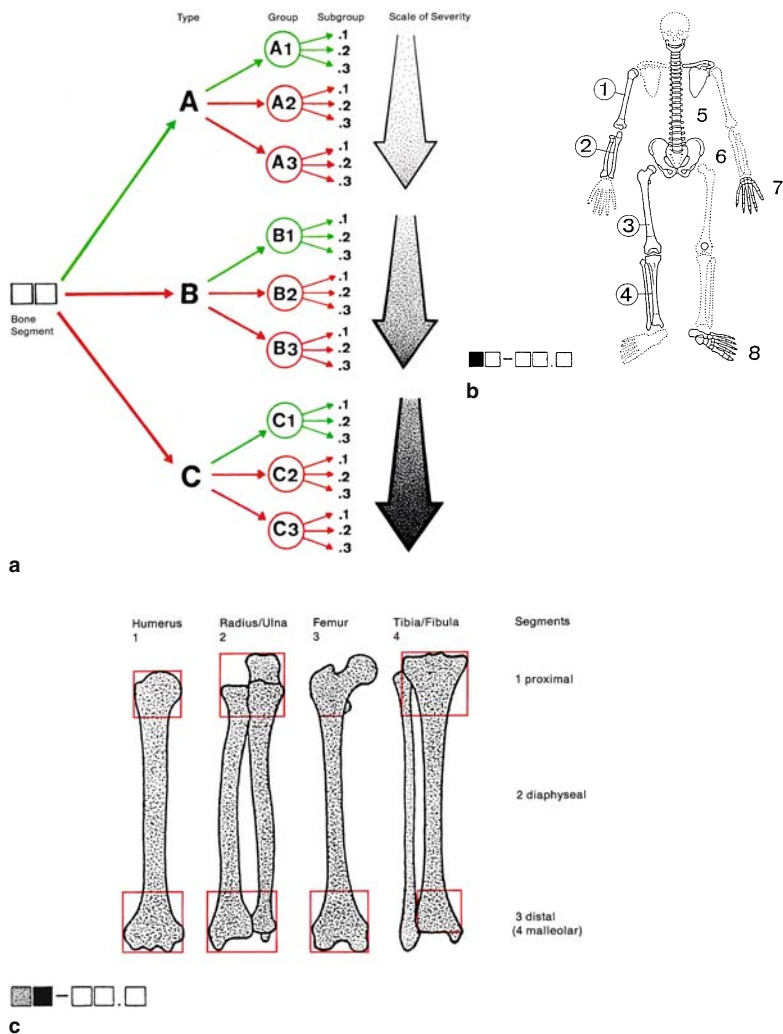 Type Group Subgroup Scale of Severity
A
A1 .1 .2 .3
A2 .1 .2 .3
A3 .1 .2 .3
B
B1 .1 .2 .3
B2 .1 .2 .3
B3 .1 .2 .3
C
C1 .1 .2 .3
C2 .1 .2 .3
C3 .1 .2 .3
Bone
Segment
a
1
2
3
4
5
6
7
8
b
Humerus Radius/Ulna Femur Tibia/Fibula Segments
1 2 3 4
1 proximal
2 diaphyseal
3 distal
(4 malleolar)
c